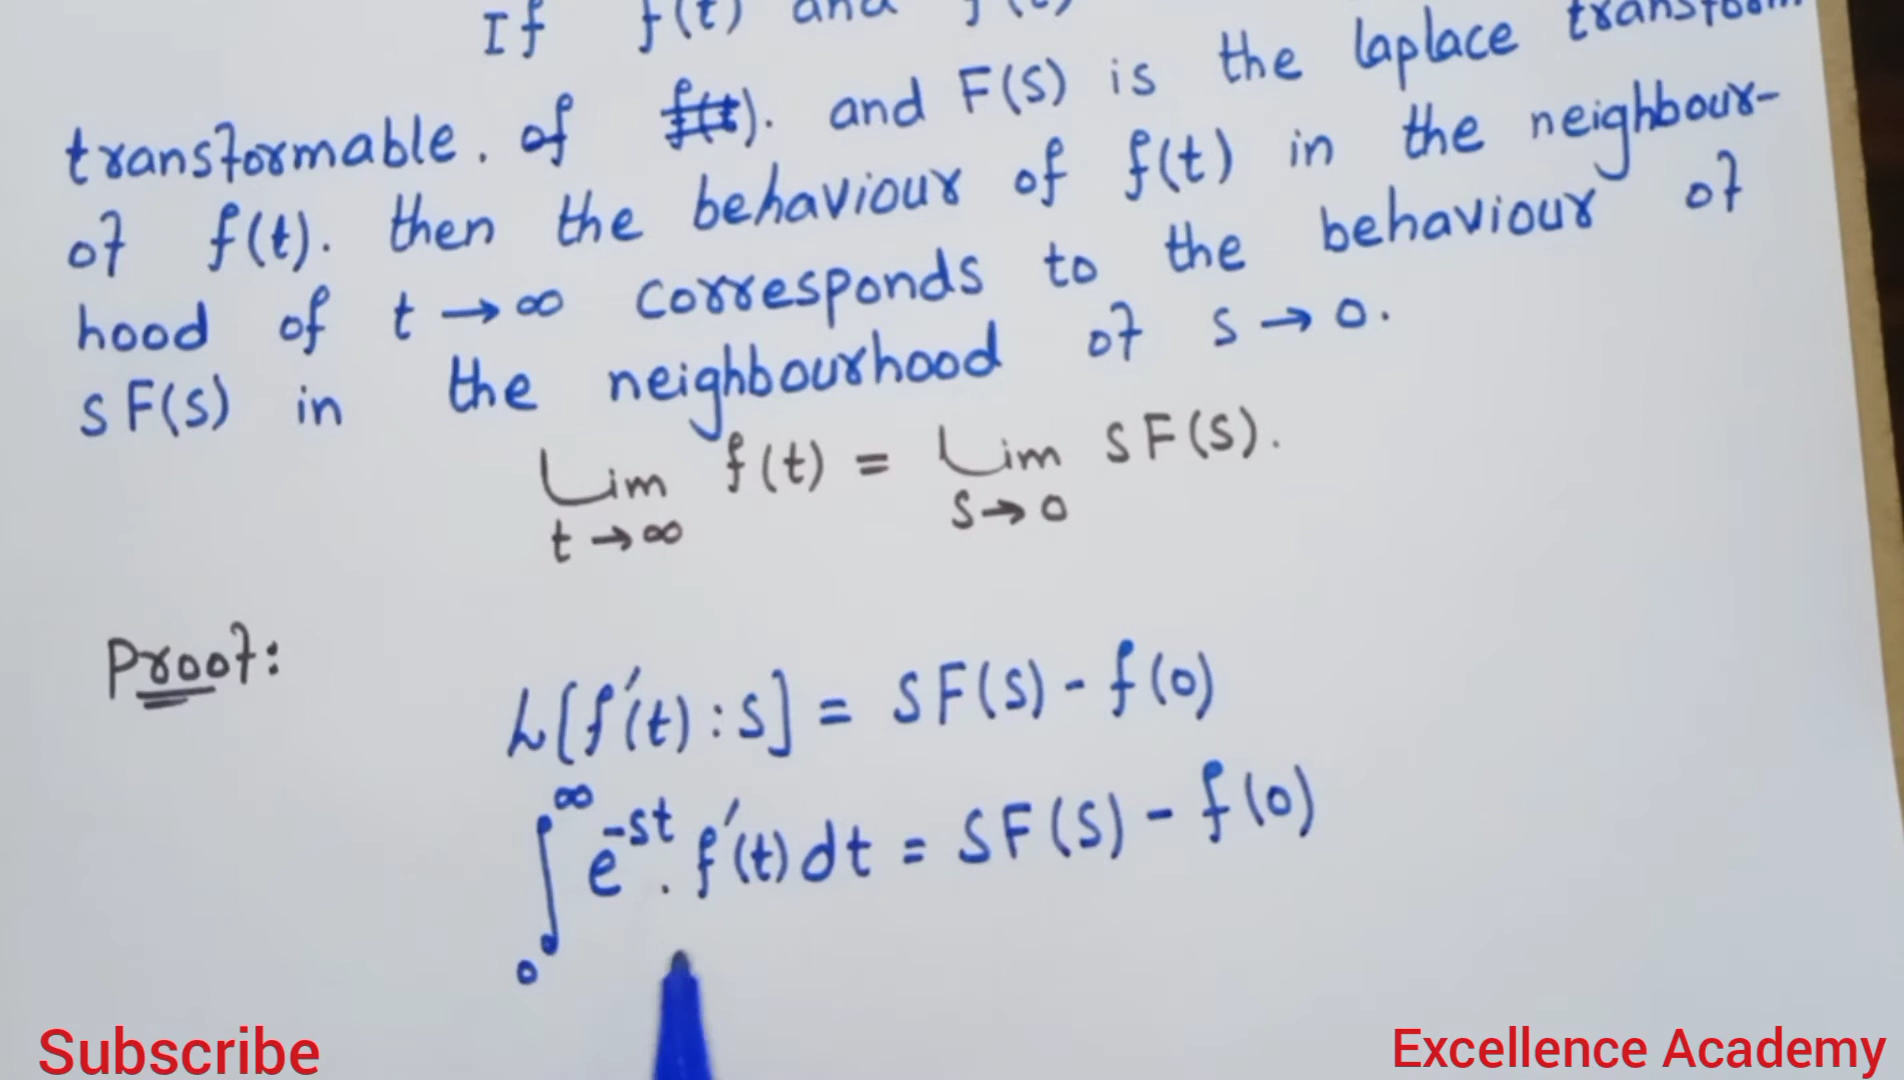 If f(t) and f'(t)
transformable. of f(t). and F(S) is the laplace transform
of f(t). then the behaviour of f(t) in the neighbour-
hood of t → ∞ corresponds to the behaviour of
SF(S) in the neighbourhood of S → 0.
Lim f(t) = Lim SF(S).
t → ∞ S → 0
Proof:
L[f'(t) : S] = SF(S) - f(0)
∫₀^∞ e^-st . f'(t) dt = SF(S) - f(0)
Subscribe
Excellence Academy